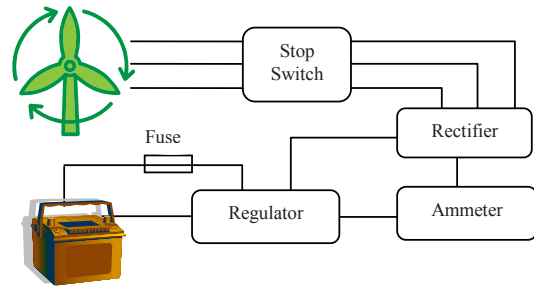 Stop
Switch
Rectifier
Fuse
Regulator
Ammeter